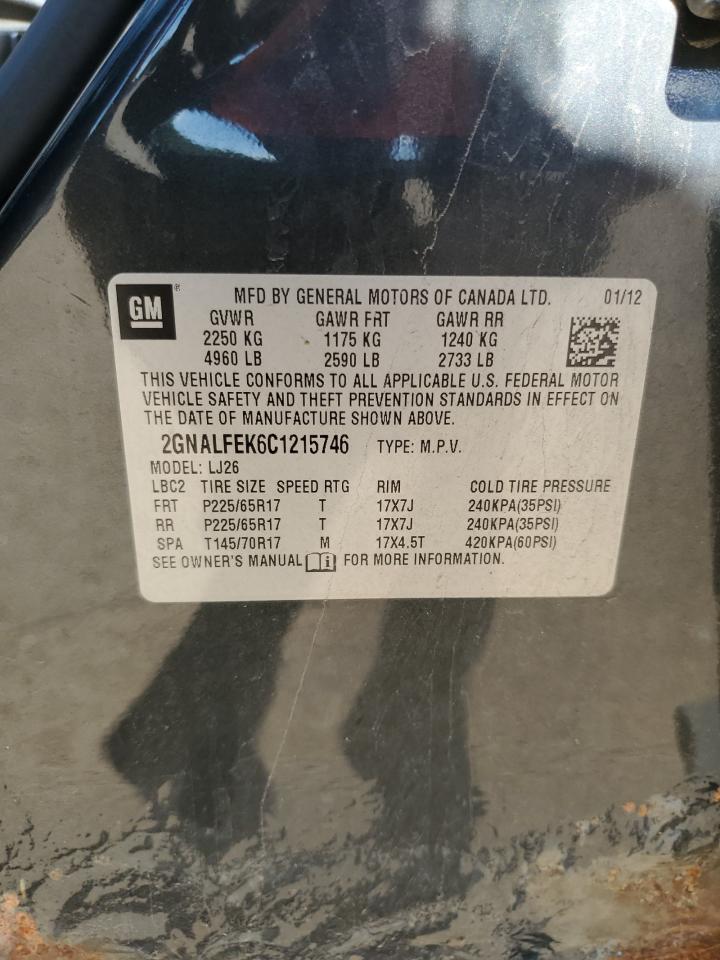 GM ® MFD BY GENERAL MOTORS OF CANADA LTD. 01/12
GVWR GAWR FRT GAWR RR
2250 KG 1175 KG 1240 KG
4960 LB 2590 LB 2733 LB
THIS VEHICLE CONFORMS TO ALL APPLICABLE U.S. FEDERAL MOTOR
VEHICLE SAFETY AND THEFT PREVENTION STANDARDS IN EFFECT ON
THE DATE OF MANUFACTURE SHOWN ABOVE.
2GNALFEK6C1215746 TYPE: M.P.V.
MODEL: LJ26
LBC2 TIRE SIZE SPEED RTG RIM COLD TIRE PRESSURE
FRT P225/65R17 T 17X7J 240KPA(35PSI)
RR P225/65R17 T 17X7J 240KPA(35PSI)
SPA T145/70R17 M 17X4.5T 420KPA(60PSI)
SEE OWNER'S MANUAL i FOR MORE INFORMATION.